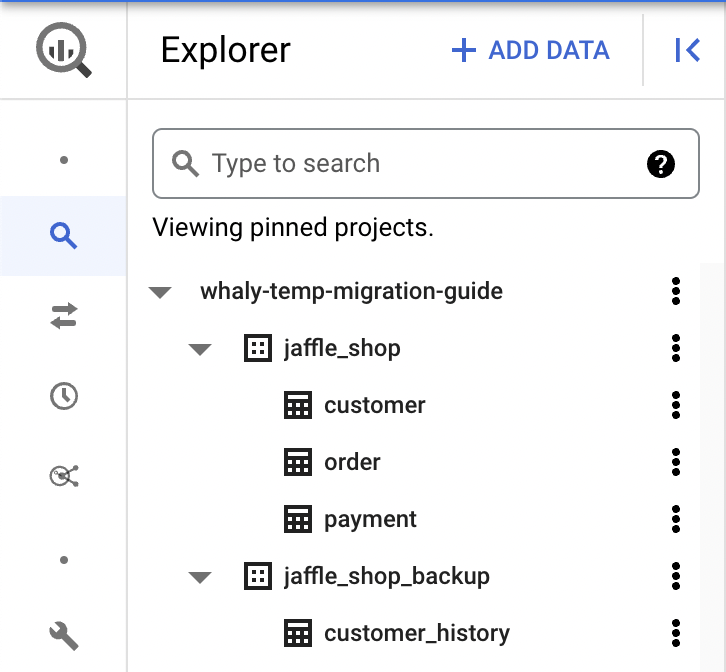 Explorer
+ ADD DATA
Type to search
?
Viewing pinned projects.
whaly-temp-migration-guide
jaffle_shop
customer
order
payment
jaffle_shop_backup
customer_history